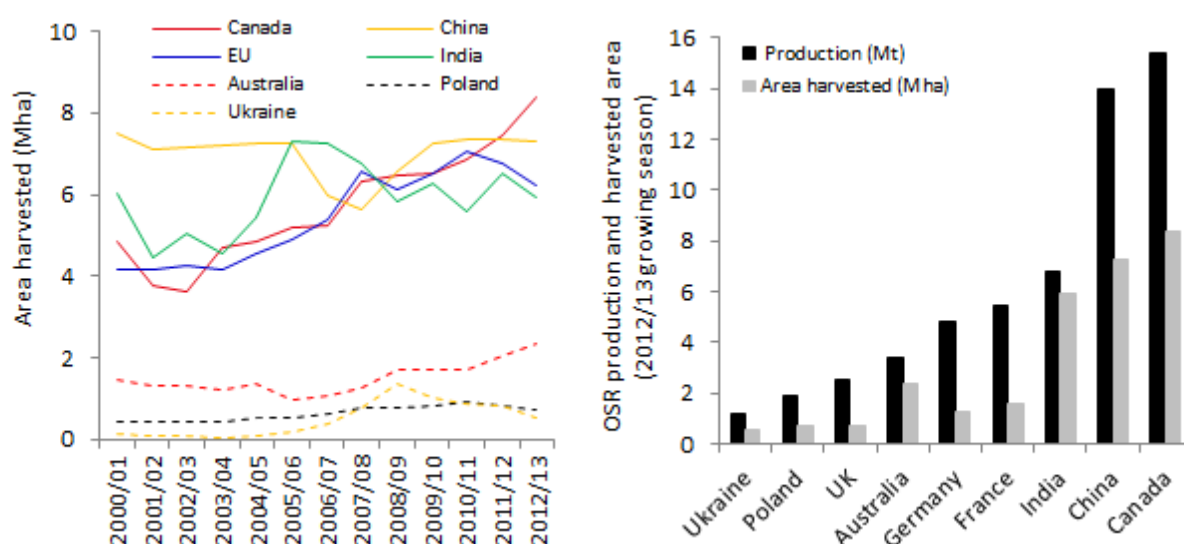 Area harvested (Mha)
10
8
6
4
2
0
Canada
China
EU
India
Australia
Poland
Ukraine
2000/01
2001/02
2002/03
2003/04
2004/05
2005/06
2006/07
2007/08
2008/09
2009/10
2010/11
2011/12
2012/13
OSR production and harvested area
(2012/13 growing season)
16
14
12
10
8
6
4
2
0
Production (Mt)
Area harvested (Mha)
Ukraine
Poland
UK
Australia
Germany
France
India
China
Canada